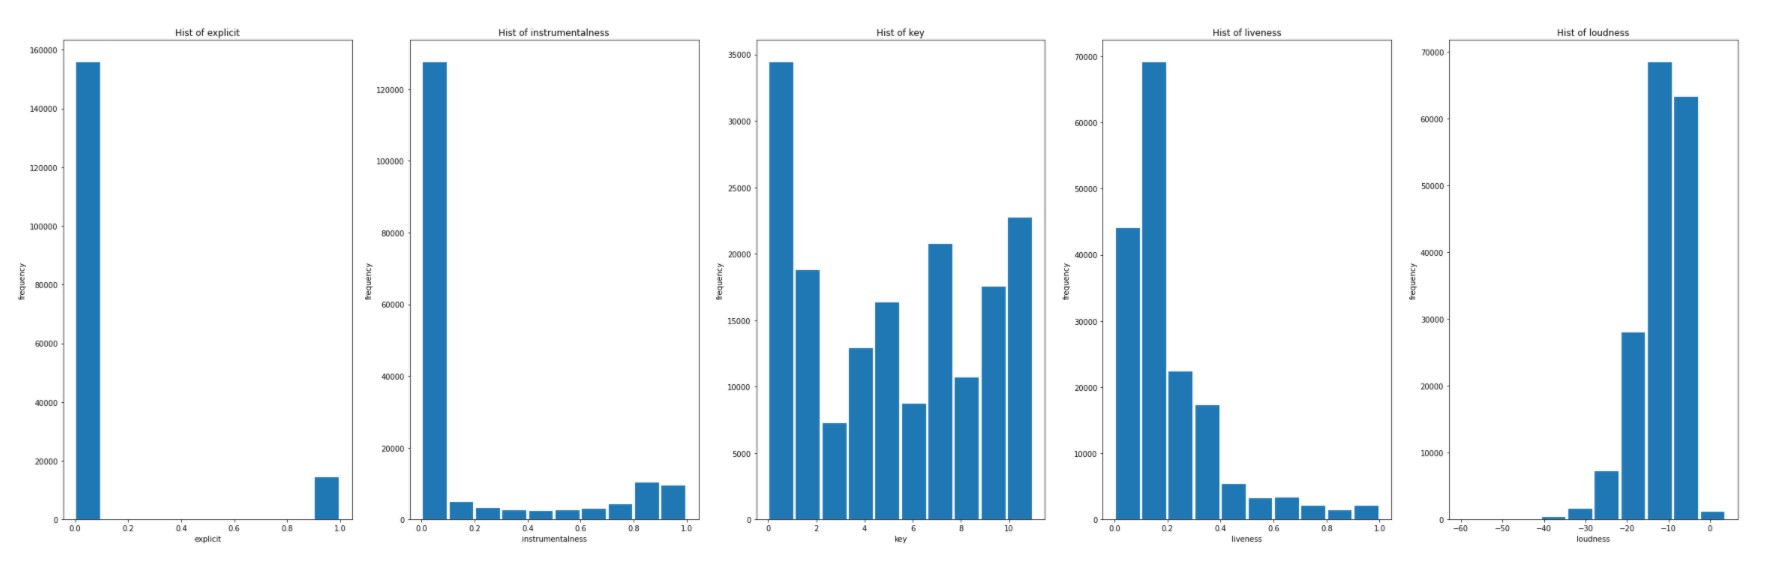 Hist of explicit
160000
140000
120000
100000
80000
60000
40000
20000
0
frequency
0.0 0.2 0.4 0.6 0.8 1.0
explicit
Hist of instrumentalness
120000
100000
80000
60000
40000
20000
0
frequency
0.0 0.2 0.4 0.6 0.8 1.0
instrumentalness
Hist of key
35000
30000
25000
20000
15000
10000
5000
0
frequency
0 2 4 6 8 10
key
Hist of liveness
70000
60000
50000
40000
30000
20000
10000
0
frequency
0.0 0.2 0.4 0.6 0.8 1.0
liveness
Hist of loudness
70000
60000
50000
40000
30000
20000
10000
0
frequency
−60 −50 −40 −30 −20 −10 0
loudness